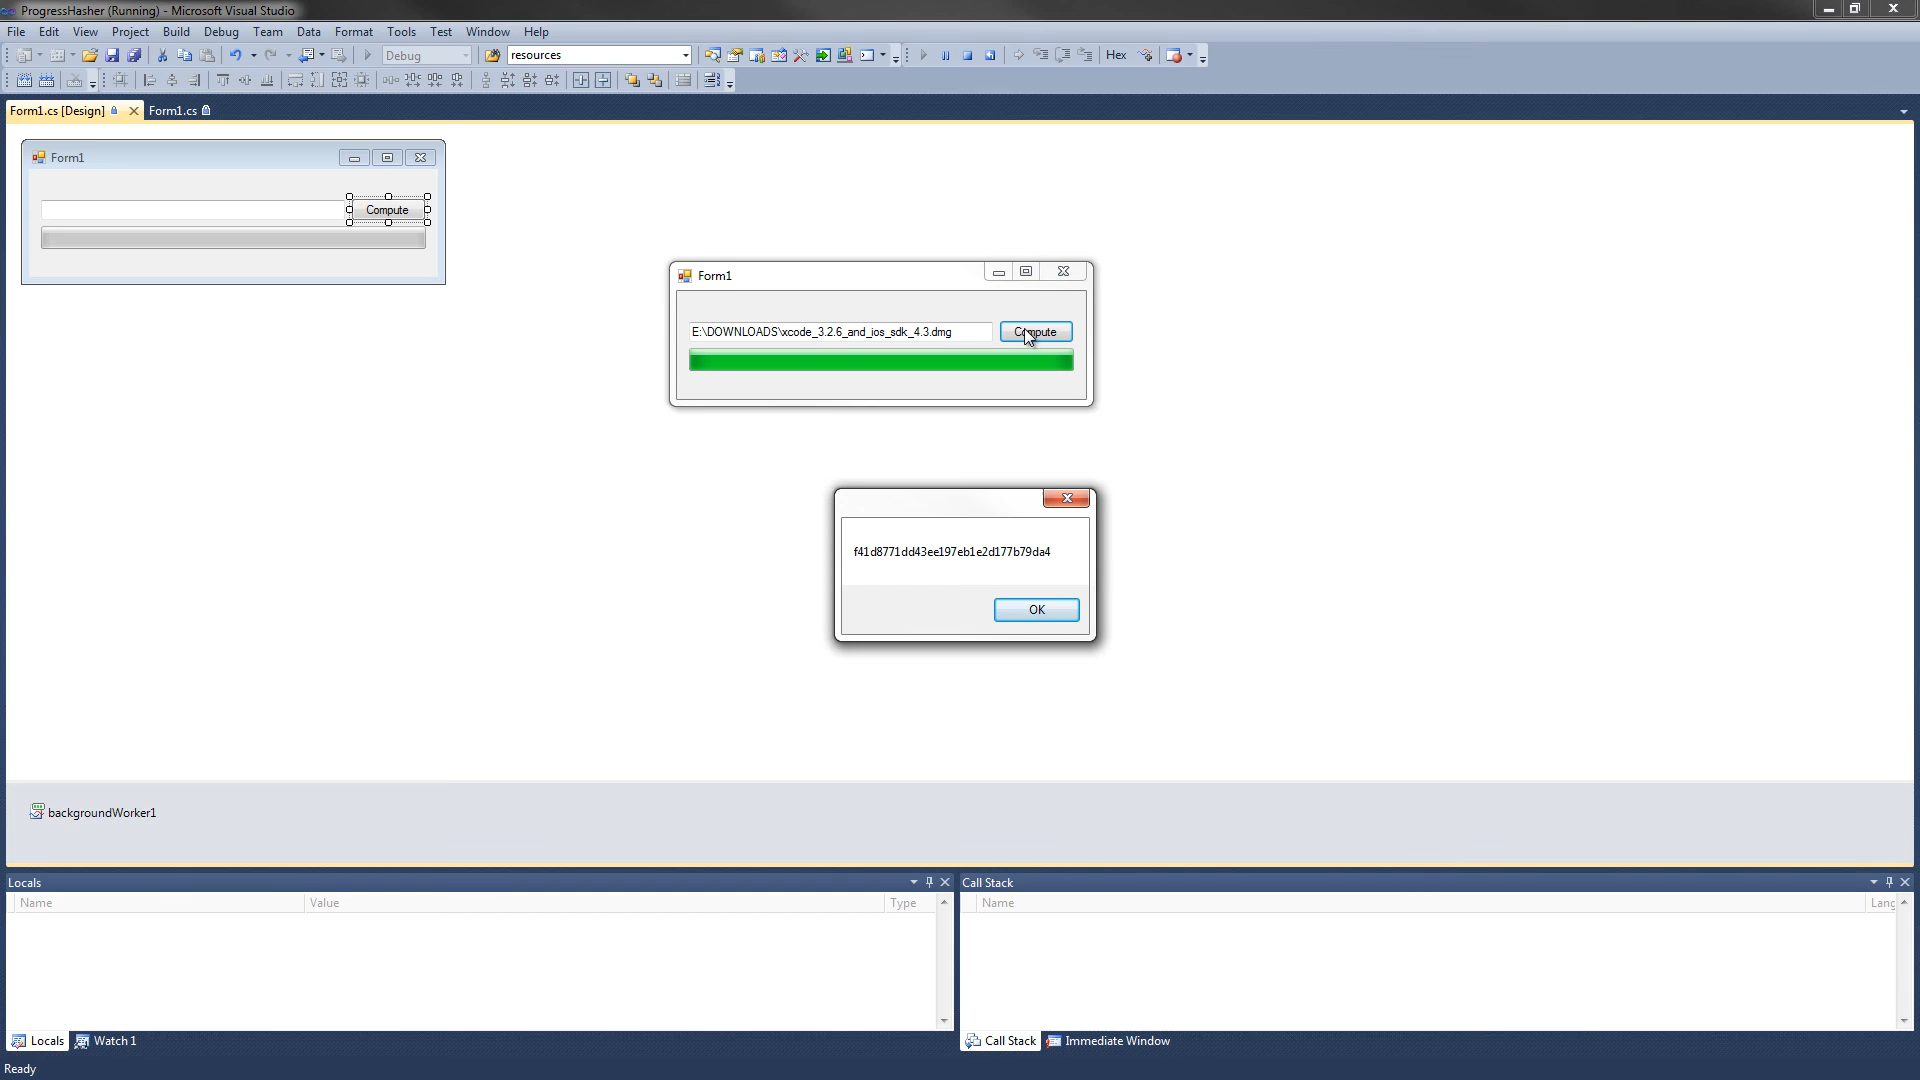 ProgressHasher (Running) - Microsoft Visual Studio
File Edit View Project Build Debug Team Data Format Tools Test Window Help
Debug resources Hex
Form1.cs [Design] Form1.cs
Form1
Compute
Form1
E:\DOWNLOADS\xcode_3.2.6_and_ios_sdk_4.3.dmg Compute
f41d8771dd43ee197eb1e2d177b79da4
OK
backgroundWorker1
Locals
Name Value Type
Call Stack
Name Lang
Locals Watch 1
Call Stack Immediate Window
Ready